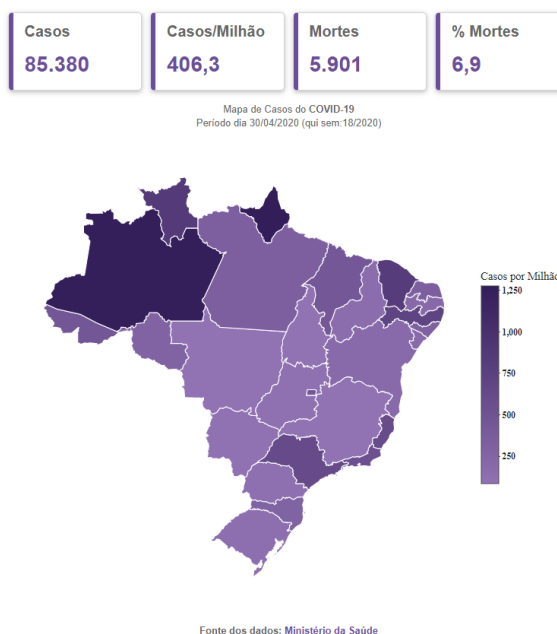 Casos
85.380
Casos/Milhão
406,3
Mortes
5.901
% Mortes
6,9
Mapa de Casos do COVID-19
Período dia 30/04/2020 (qui sem:18/2020)
Casos por Milhão
1,250
1,000
750
500
250
Fonte dos dados: Ministério da Saúde